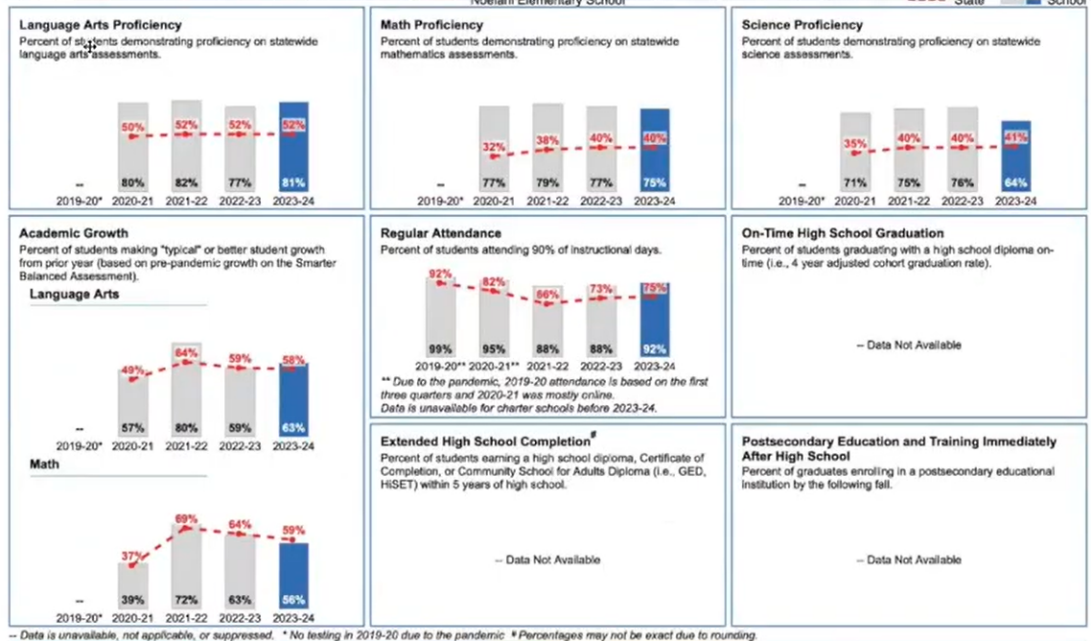 Noelani Elementary School
State
School
Language Arts Proficiency
Percent of students demonstrating proficiency on statewide
language arts assessments.
50% 52% 52% 52%
-- 80% 82% 77% 81%
2019-20* 2020-21 2021-22 2022-23 2023-24
Math Proficiency
Percent of students demonstrating proficiency on statewide
mathematics assessments.
32% 38% 40% 40%
-- 77% 79% 77% 75%
2019-20* 2020-21 2021-22 2022-23 2023-24
Science Proficiency
Percent of students demonstrating proficiency on statewide
science assessments.
35% 40% 40% 41%
-- 71% 75% 76% 64%
2019-20* 2020-21 2021-22 2022-23 2023-24
Academic Growth
Percent of students making "typical" or better student growth
from prior year (based on pre-pandemic growth on the Smarter
Balanced Assessment).
Language Arts
49% 64% 59% 58%
-- 57% 80% 59% 63%
2019-20* 2020-21 2021-22 2022-23 2023-24
Math
37% 69% 64% 59%
-- 39% 72% 63% 56%
2019-20* 2020-21 2021-22 2022-23 2023-24
Regular Attendance
Percent of students attending 90% of instructional days.
92% 82% 66% 73% 75%
99% 95% 88% 88% 92%
2019-20** 2020-21** 2021-22 2022-23 2023-24
** Due to the pandemic, 2019-20 attendance is based on the first
three quarters and 2020-21 was mostly online.
Data is unavailable for charter schools before 2023-24.
On-Time High School Graduation
Percent of students graduating with a high school diploma on-
time (i.e., 4 year adjusted cohort graduation rate).
-- Data Not Available
Extended High School Completion#
Percent of students earning a high school diploma, Certificate of
Completion, or Community School for Adults Diploma (i.e., GED,
HiSET) within 5 years of high school.
-- Data Not Available
Postsecondary Education and Training Immediately
After High School
Percent of graduates enrolling in a postsecondary educational
institution by the following fall.
-- Data Not Available
-- Data is unavailable, not applicable, or suppressed. * No testing in 2019-20 due to the pandemic # Percentages may not be exact due to rounding.